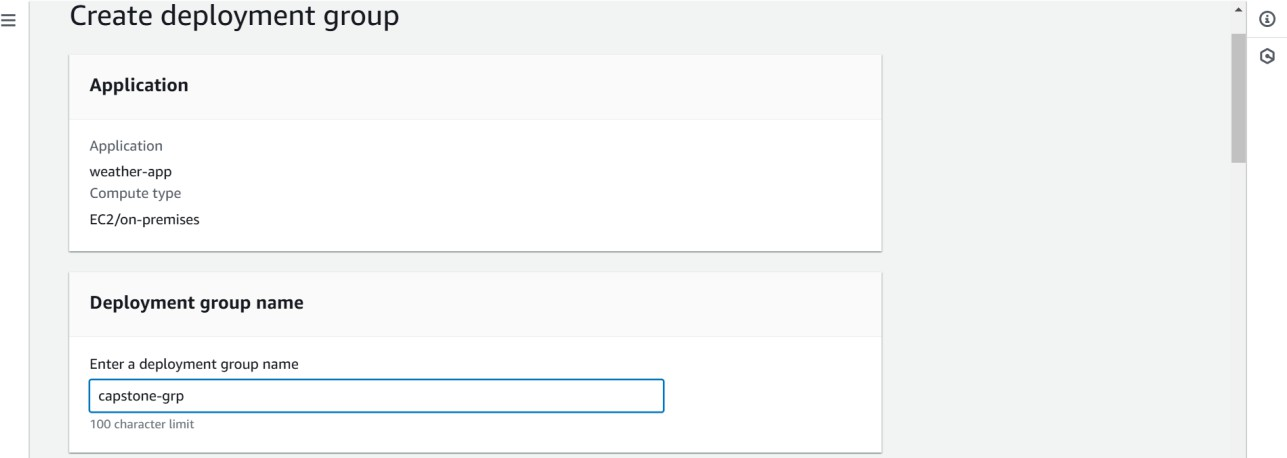 Create deployment group
Application
Application
weather-app
Compute type
EC2/on-premises
Deployment group name
Enter a deployment group name
capstone-grp
100 character limit